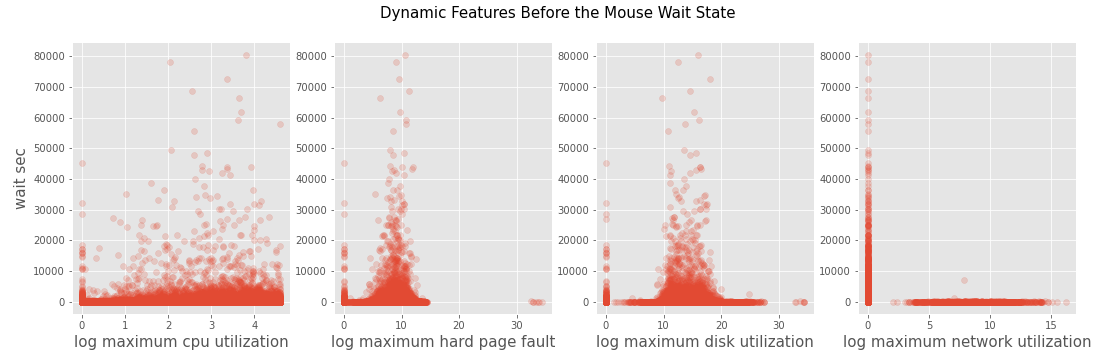 Dynamic Features Before the Mouse Wait State
80000 80000 80000 80000
70000 70000 70000 70000
60000 60000 60000 60000
50000 50000 50000 50000
40000 40000 40000 40000
30000 30000 30000 30000
20000 20000 20000 20000
10000 10000 10000 10000
0 0 0 0
wait sec
0 1 2 3 4 0 10 20 30 0 10 20 30 0 5 10 15
log maximum cpu utilization log maximum hard page fault log maximum disk utilization log maximum network utilization